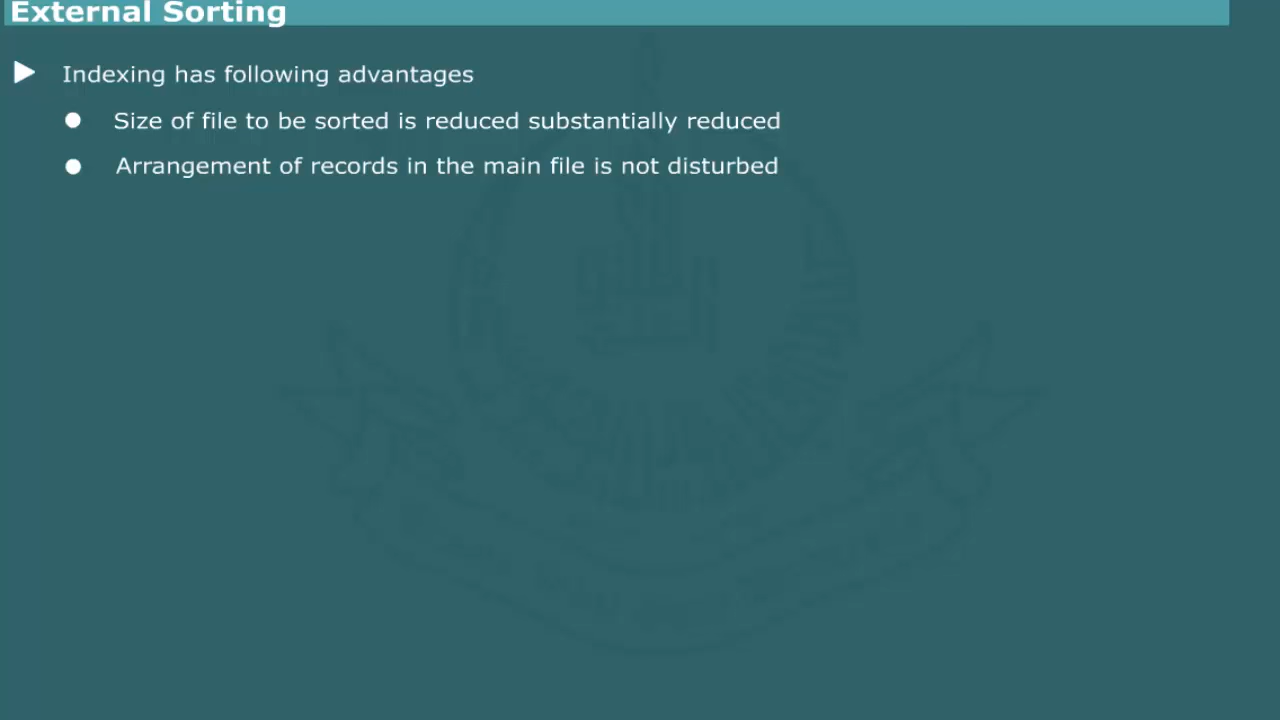 External Sorting
Indexing has following advantages
Size of file to be sorted is reduced substantially reduced
Arrangement of records in the main file is not disturbed